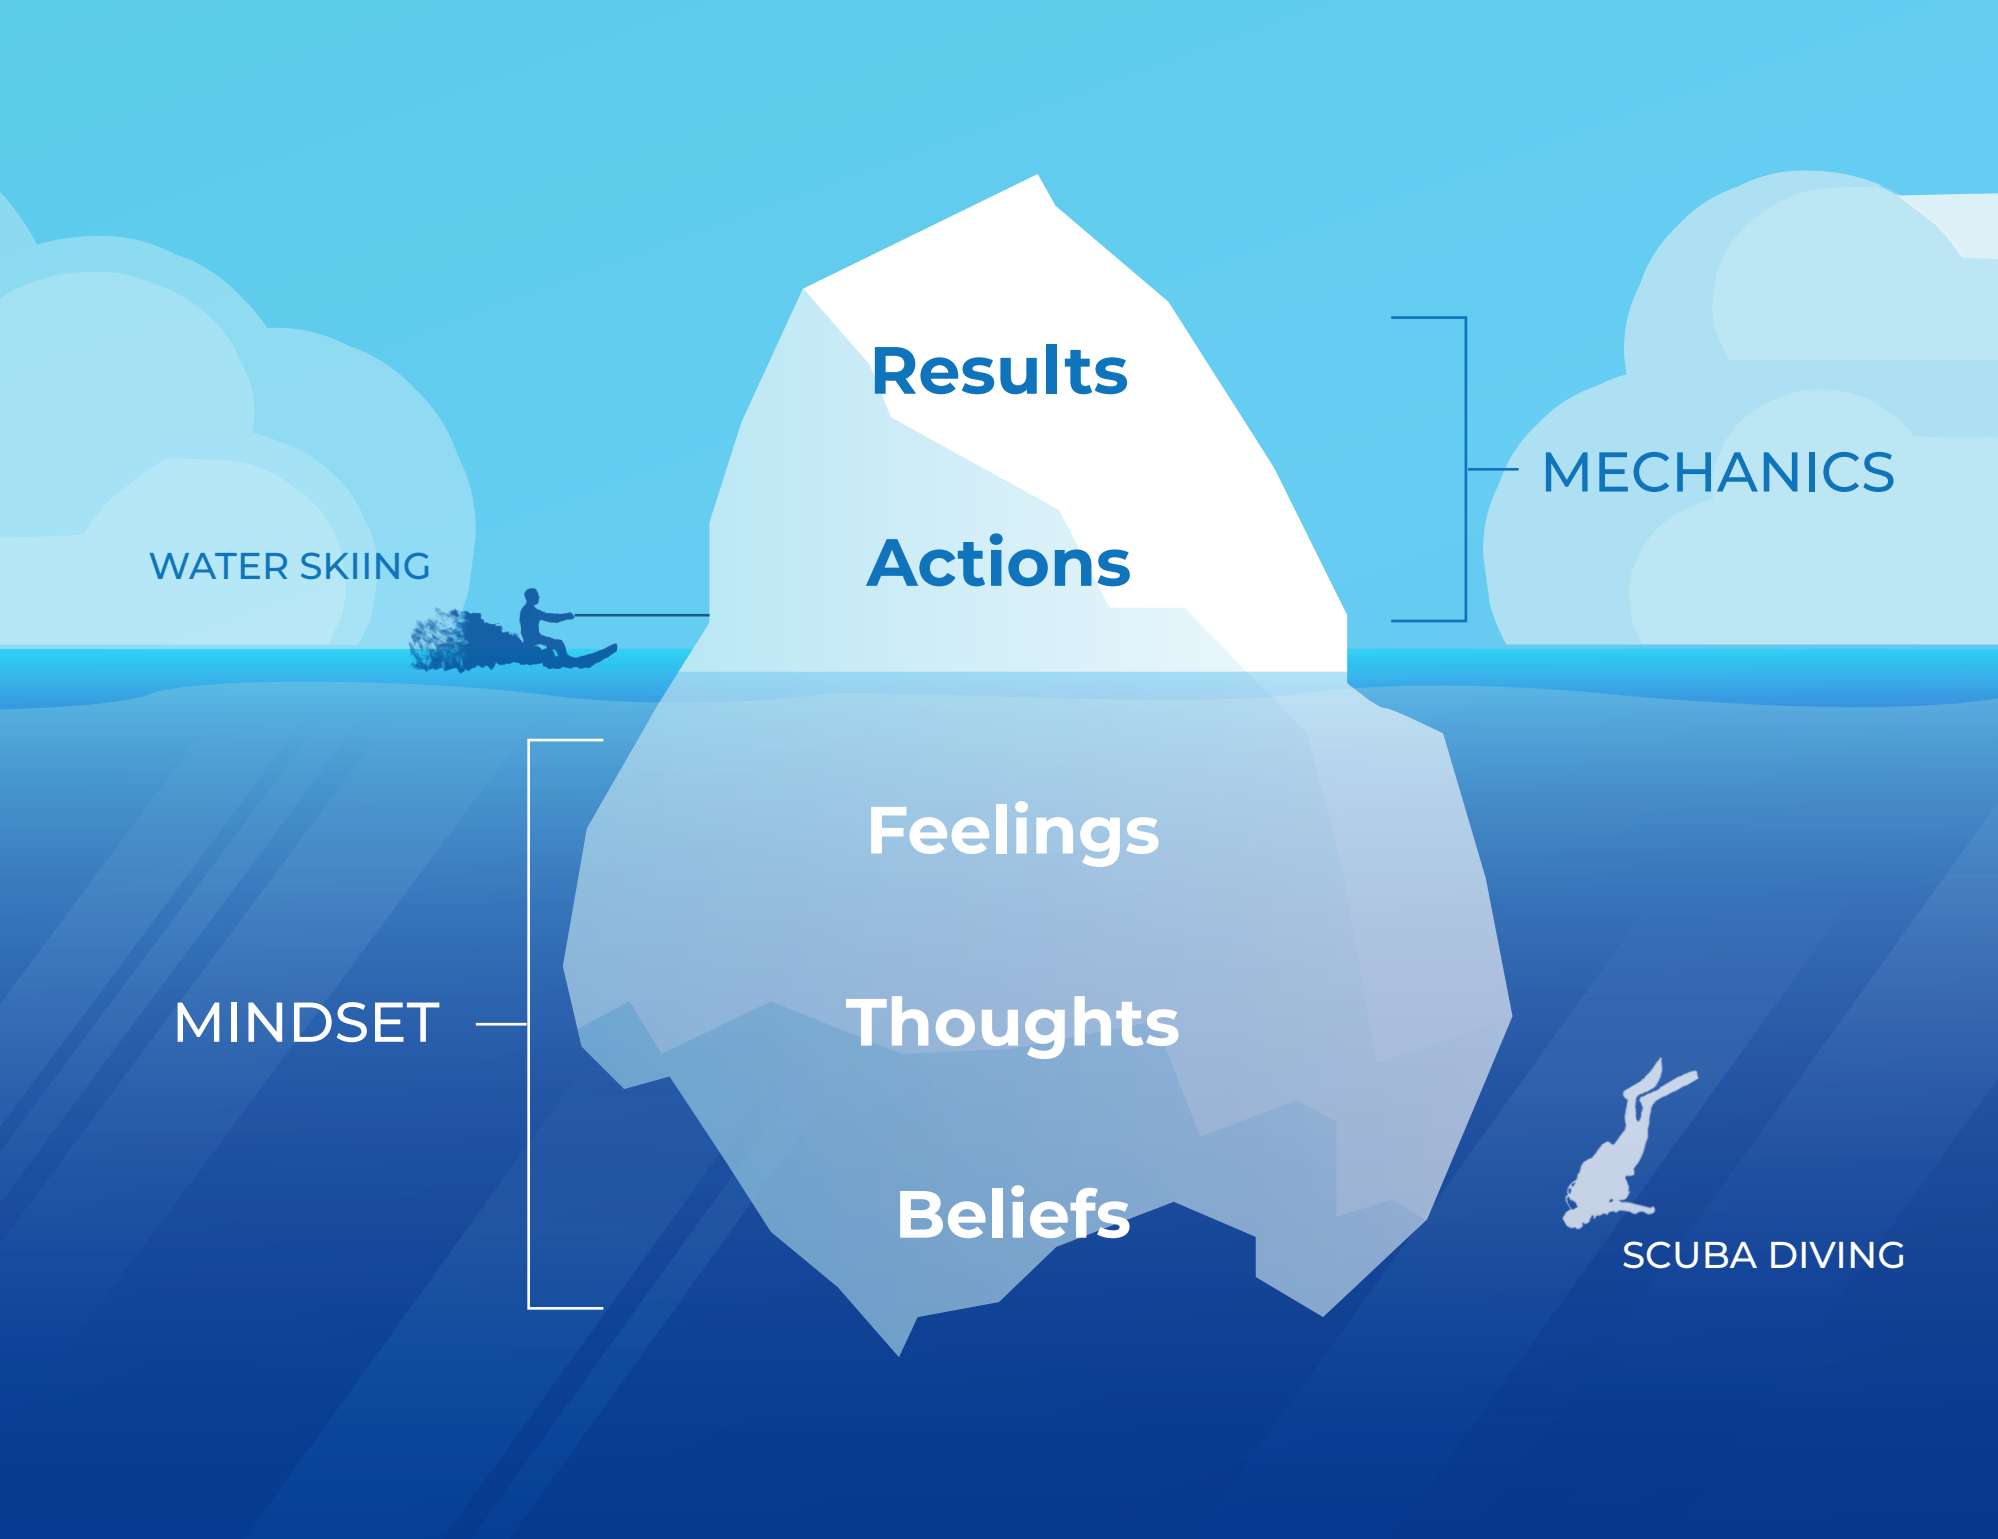 Results
MECHANICS
WATER SKIING
Actions
Feelings
MINDSET
Thoughts
Beliefs
SCUBA DIVING